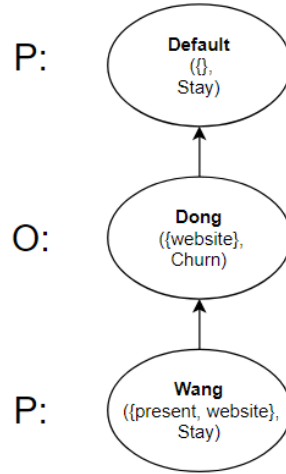 P:
Default
({},
Stay)
O:
Dong
({website},
Churn)
P:
Wang
({present, website},
Stay)